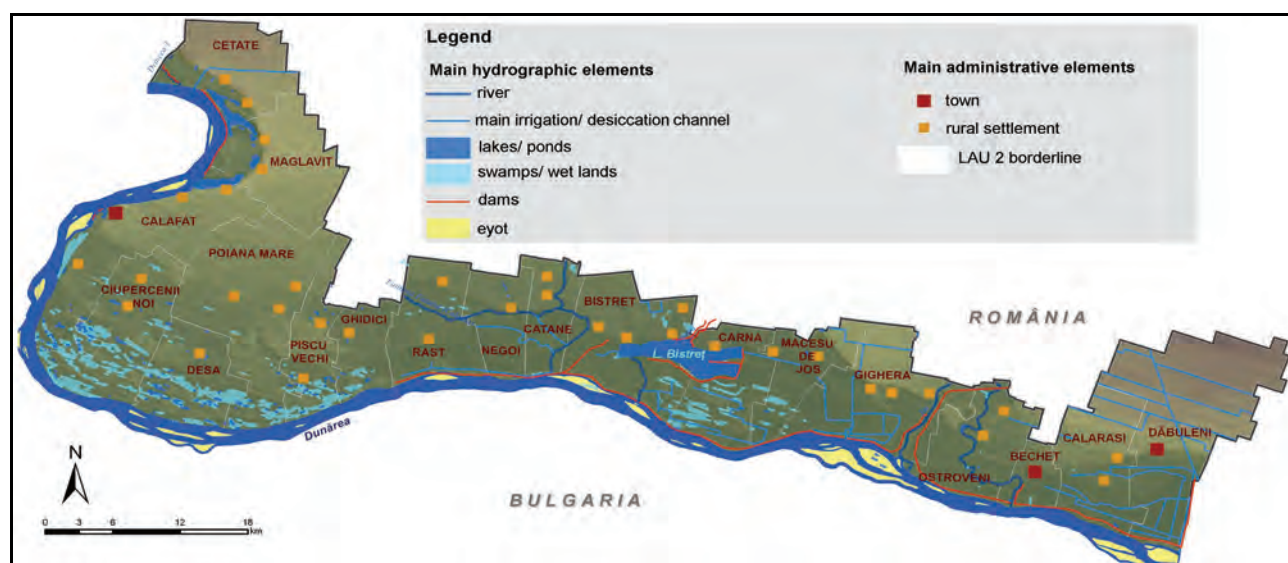 Legend
Main hydrographic elements
river
main irrigation/ desiccation channel
lakes/ ponds
swamps/ wet lands
dams
eyot
Main administrative elements
town
rural settlement
LAU 2 borderline
CETATE
MAGLAVIT
CALAFAT
POIANA MARE
CIUPERCENII
NOI
DESA
PISCU
VECHI
GHIDICI
RAST
NEGOI
CATANE
BISTRET
L. Bistreţ
CARNA
MACESU
DE
JOS
GIGHERA
OSTROVENI
BECHET
CALARASI
DĂBULENI
Dunărea
ROMÂNIA
BULGARIA
N
0 3 6 12 18
km